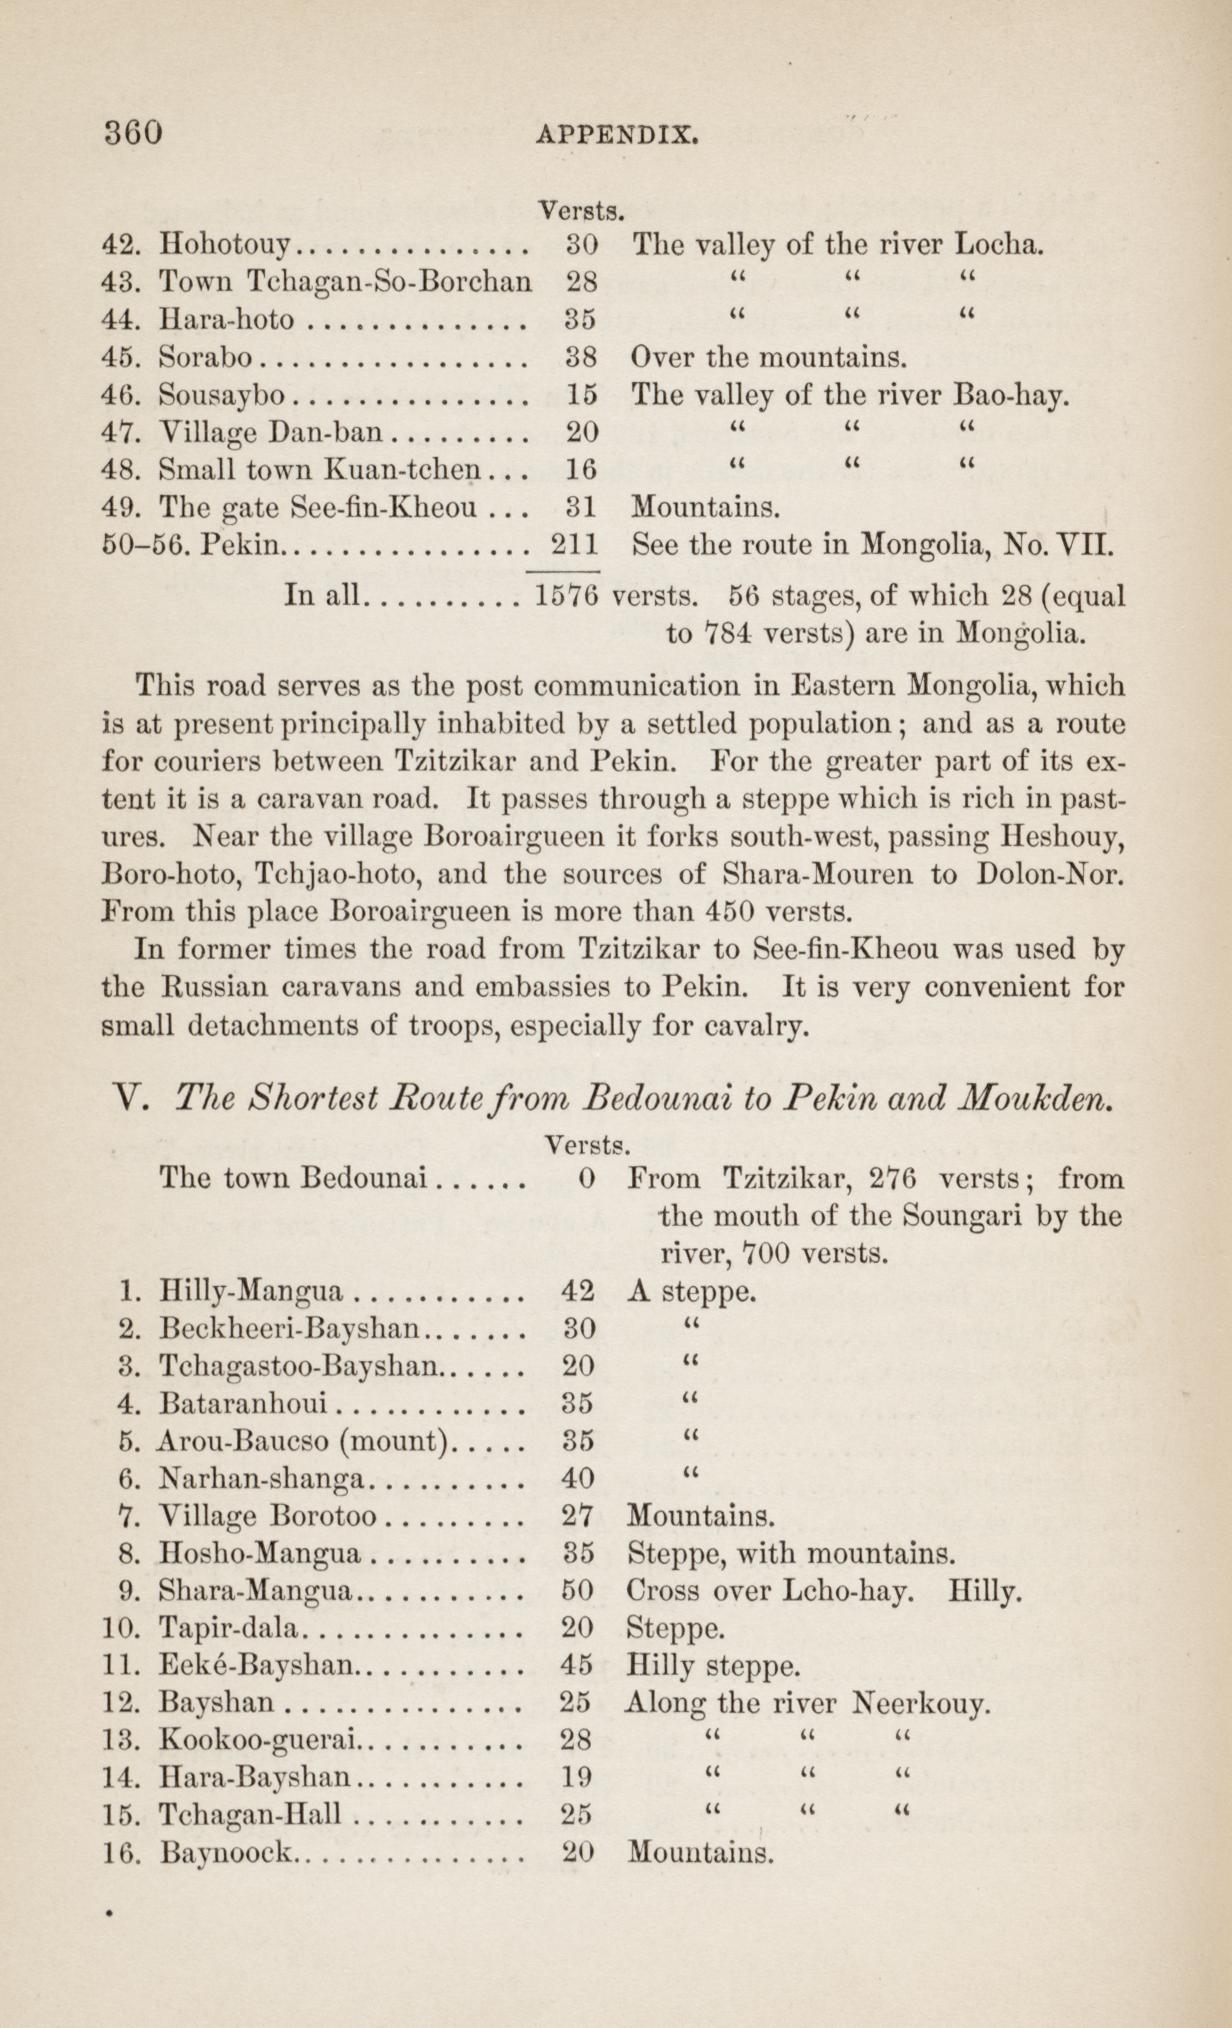 360 APPENDIX.
Versts.
42. Hohotouy............... 30 The valley of the river Locha.
43. Town Tchagan-So-Borchan 28 “ “ “
44. Hara-hoto .............. 35 “ “ “
45. Sorabo................. 38 Over the mountains.
46. Sousaybo............... 15 The valley of the river Bao-hay.
47. Village Dan-ban......... 20 “ “ “
48. Small town Kuan-tchen... 16 “ “ “
49. The gate See-fin-Kheou ... 31 Mountains.
50–56. Pekin................ 211 See the route in Mongolia, No. VII.
In all.......... 1576 versts. 56 stages, of which 28 (equal
to 784 versts) are in Mongolia.
This road serves as the post communication in Eastern Mongolia, which
is at present principally inhabited by a settled population; and as a route
for couriers between Tzitzikar and Pekin. For the greater part of its ex-
tent it is a caravan road. It passes through a steppe which is rich in past-
ures. Near the village Boroairgueen it forks south-west, passing Heshouy,
Boro-hoto, Tchjao-hoto, and the sources of Shara-Mouren to Dolon-Nor.
From this place Boroairgueen is more than 450 versts.
In former times the road from Tzitzikar to See-fin-Kheou was used by
the Russian caravans and embassies to Pekin. It is very convenient for
small detachments of troops, especially for cavalry.
V. The Shortest Route from Bedounai to Pekin and Moukden.
Versts.
The town Bedounai...... 0 From Tzitzikar, 276 versts; from
the mouth of the Soungari by the
river, 700 versts.
1. Hilly-Mangua ........... 42 A steppe.
2. Beckheeri-Bayshan....... 30 “
3. Tchagastoo-Bayshan...... 20 “
4. Bataranhoui ............ 35 “
5. Arou-Baucso (mount)..... 35 “
6. Narhan-shanga.......... 40 “
7. Village Borotoo ......... 27 Mountains.
8. Hosho-Mangua .......... 35 Steppe, with mountains.
9. Shara-Mangua........... 50 Cross over Lcho-hay. Hilly.
10. Tapir-dala.............. 20 Steppe.
11. Eeké-Bayshan........... 45 Hilly steppe.
12. Bayshan ............... 25 Along the river Neerkouy.
13. Kookoo-guerai........... 28 “ “ “
14. Hara-Bayshan........... 19 “ “ “
15. Tchagan-Hall ........... 25 “ “ “
16. Baynoock............... 20 Mountains.